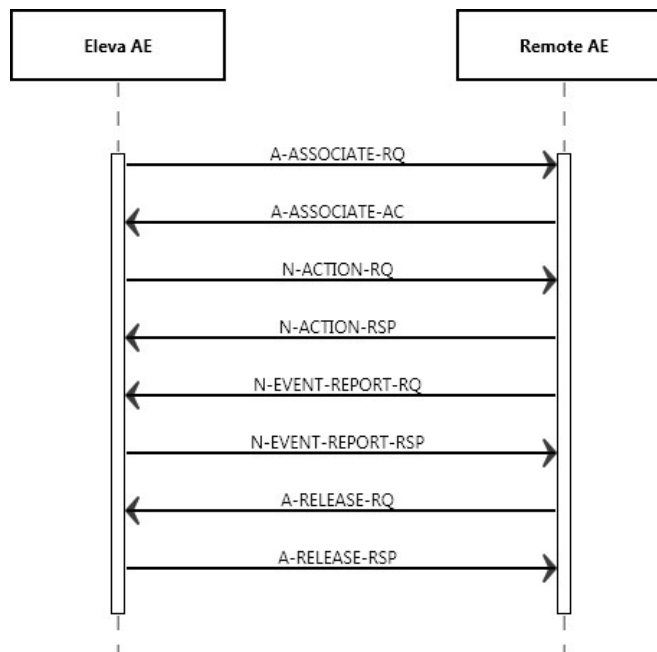 Eleva AE
Remote AE
A-ASSOCIATE-RQ
A-ASSOCIATE-AC
N-ACTION-RQ
N-ACTION-RSP
N-EVENT-REPORT-RQ
N-EVENT-REPORT-RSP
A-RELEASE-RQ
A-RELEASE-RSP